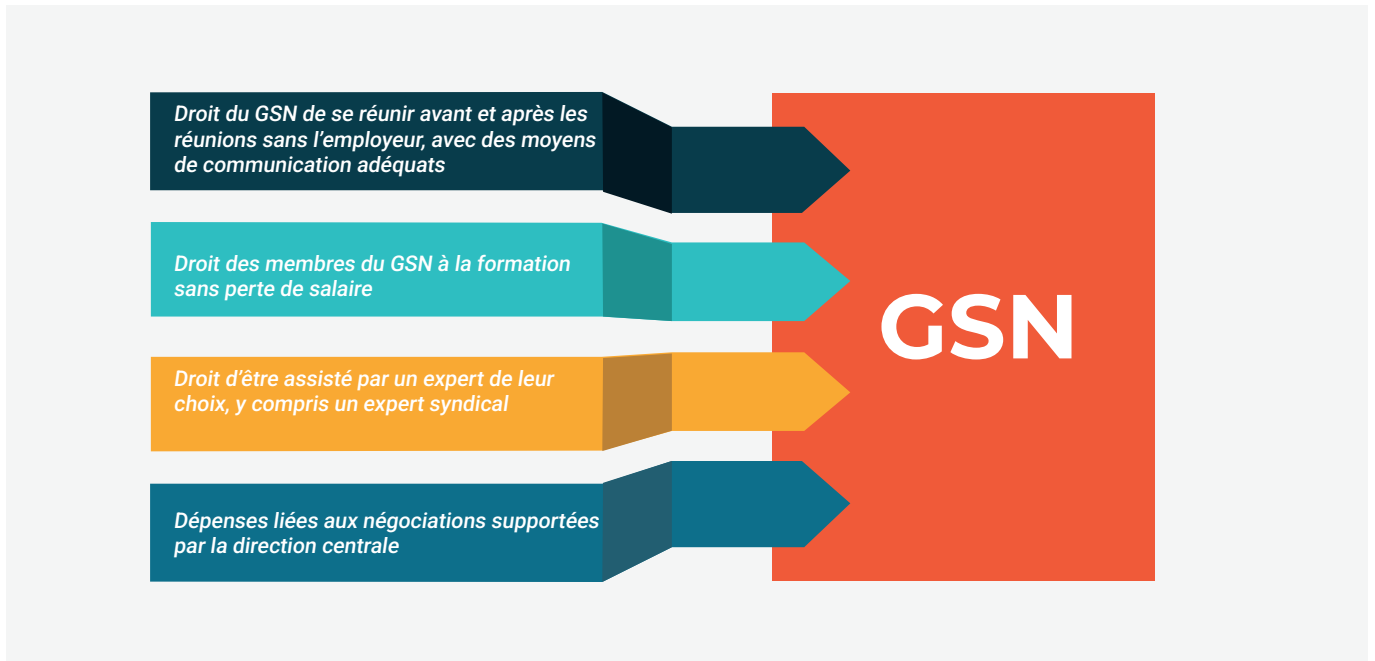 Droit du GSN de se réunir avant et après les
réunions sans l’employeur, avec des moyens
de communication adéquats
Droit des membres du GSN à la formation
sans perte de salaire
Droit d’être assisté par un expert de leur
choix, y compris un expert syndical
Dépenses liées aux négociations supportées
par la direction centrale
GSN